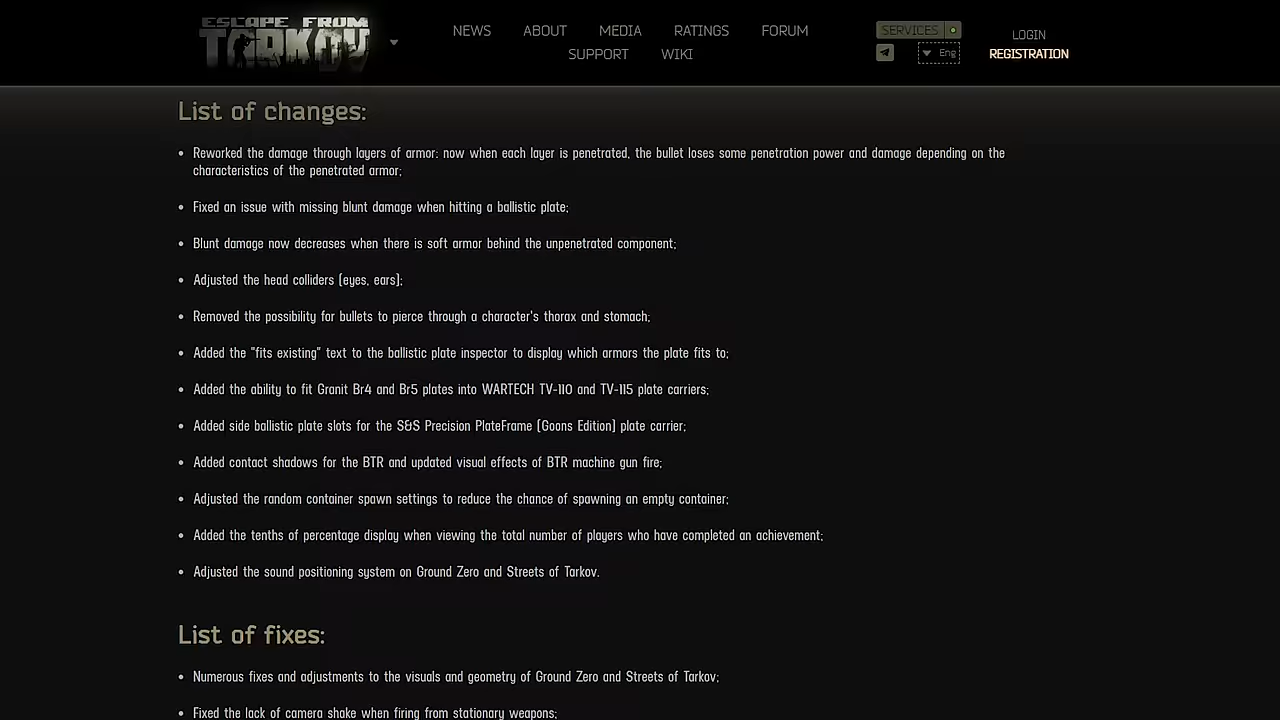 ESCAPE FROM
TARKOV
NEWS
ABOUT
MEDIA
RATINGS
FORUM
SUPPORT
WIKI
SERVICES
Eng
LOGIN
REGISTRATION
List of changes:
• Reworked the damage through layers of armor: now when each layer is penetrated, the bullet loses some penetration power and damage depending on the
characteristics of the penetrated armor;
• Fixed an issue with missing blunt damage when hitting a ballistic plate;
• Blunt damage now decreases when there is soft armor behind the unpenetrated component;
• Adjusted the head colliders (eyes, ears);
• Removed the possibility for bullets to pierce through a character's thorax and stomach;
• Added the "fits existing" text to the ballistic plate inspector to display which armors the plate fits to;
• Added the ability to fit Granit Br4 and Br5 plates into WARTECH TV-110 and TV-115 plate carriers;
• Added side ballistic plate slots for the S&S Precision PlateFrame (Goons Edition) plate carrier;
• Added contact shadows for the BTR and updated visual effects of BTR machine gun fire;
• Adjusted the random container spawn settings to reduce the chance of spawning an empty container;
• Added the tenths of percentage display when viewing the total number of players who have completed an achievement;
• Adjusted the sound positioning system on Ground Zero and Streets of Tarkov.
List of fixes:
• Numerous fixes and adjustments to the visuals and geometry of Ground Zero and Streets of Tarkov;
• Fixed the lack of camera shake when firing from stationary weapons;